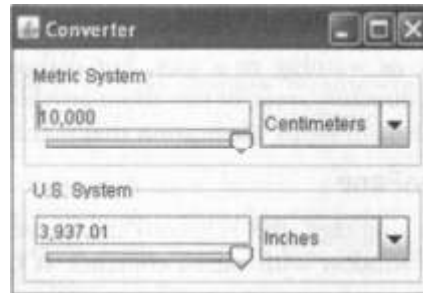 Converter
Metric System
10,000
Centimeters
U.S. System
3,937.01
Inches